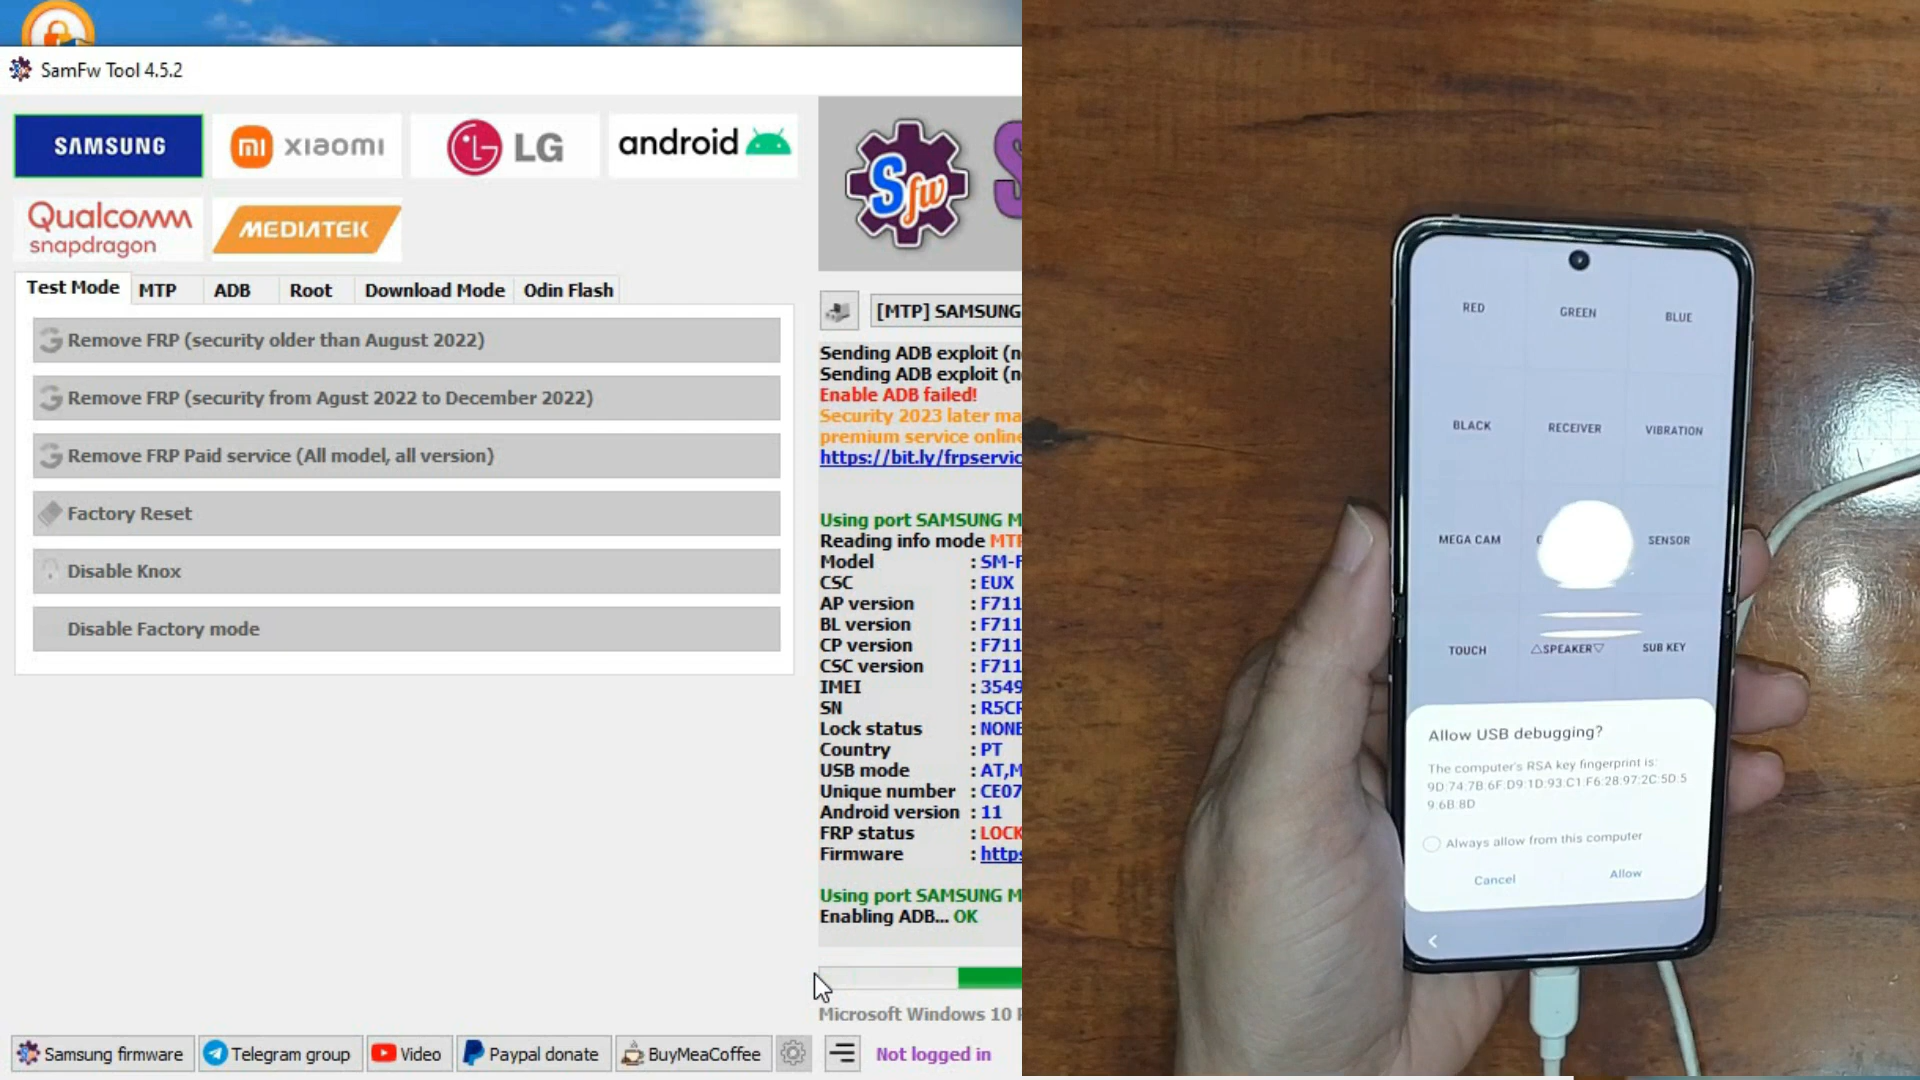 SamFw Tool 4.5.2
SAMSUNG
xiaomi
LG
android
Qualcomm
snapdragon
MEDIATEK
Sfw
Test Mode
MTP
ADB
Root
Download Mode
Odin Flash
Remove FRP (security older than August 2022)
Remove FRP (security from Agust 2022 to December 2022)
Remove FRP Paid service (All model, all version)
Factory Reset
Disable Knox
Disable Factory mode
[MTP] SAMSUNG
Sending ADB exploit (n
Sending ADB exploit (n
Enable ADB failed!
Security 2023 later ma
premium service online
https://bit.ly/frpservic
Using port SAMSUNG M
Reading info mode MTP
Model : SM-F
CSC : EUX
AP version : F711
BL version : F711
CP version : F711
CSC version : F711
IMEI : 3549
SN : R5CR
Lock status : NONE
Country : PT
USB mode : AT,M
Unique number : CE07
Android version : 11
FRP status : LOCK
Firmware : https
Using port SAMSUNG M
Enabling ADB... OK
Microsoft Windows 10 P
Samsung firmware
Telegram group
Video
Paypal donate
BuyMeaCoffee
Not logged in
RED
GREEN
BLUE
BLACK
RECEIVER
VIBRATION
MEGA CAM
SENSOR
TOUCH
△SPEAKER▽
SUB KEY
Allow USB debugging?
The computer's RSA key fingerprint is:
9D:74:7B:6F:D9:1D:93:C1:F6:28:97:2C:5D:5
9:6B:8D
Always allow from this computer
Cancel
Allow